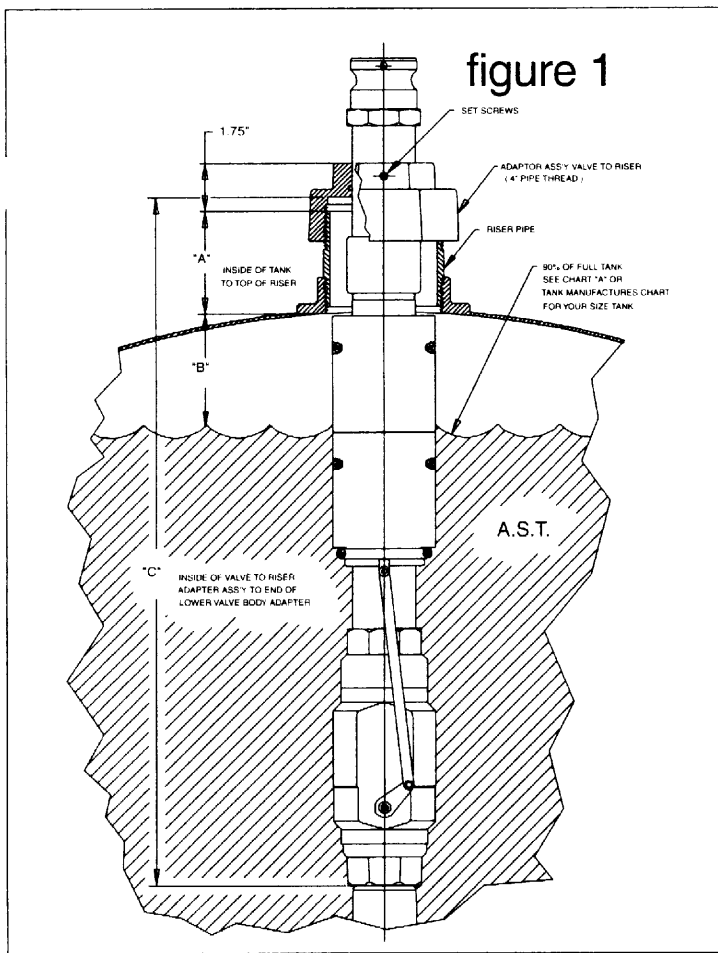 figure 1
SET SCREWS
1.75"
ADAPTOR ASS'Y VALVE TO RISER
( 4" PIPE THREAD )
RISER PIPE
"A"
INSIDE OF TANK
TO TOP OF RISER
90% OF FULL TANK
SEE CHART "A" OR
TANK MANUFACTURES CHART
FOR YOUR SIZE TANK
"B"
A.S.T.
"C"
INSIDE OF VALVE TO RISER
ADAPTER ASS'Y TO END OF
LOWER VALVE BODY ADAPTER